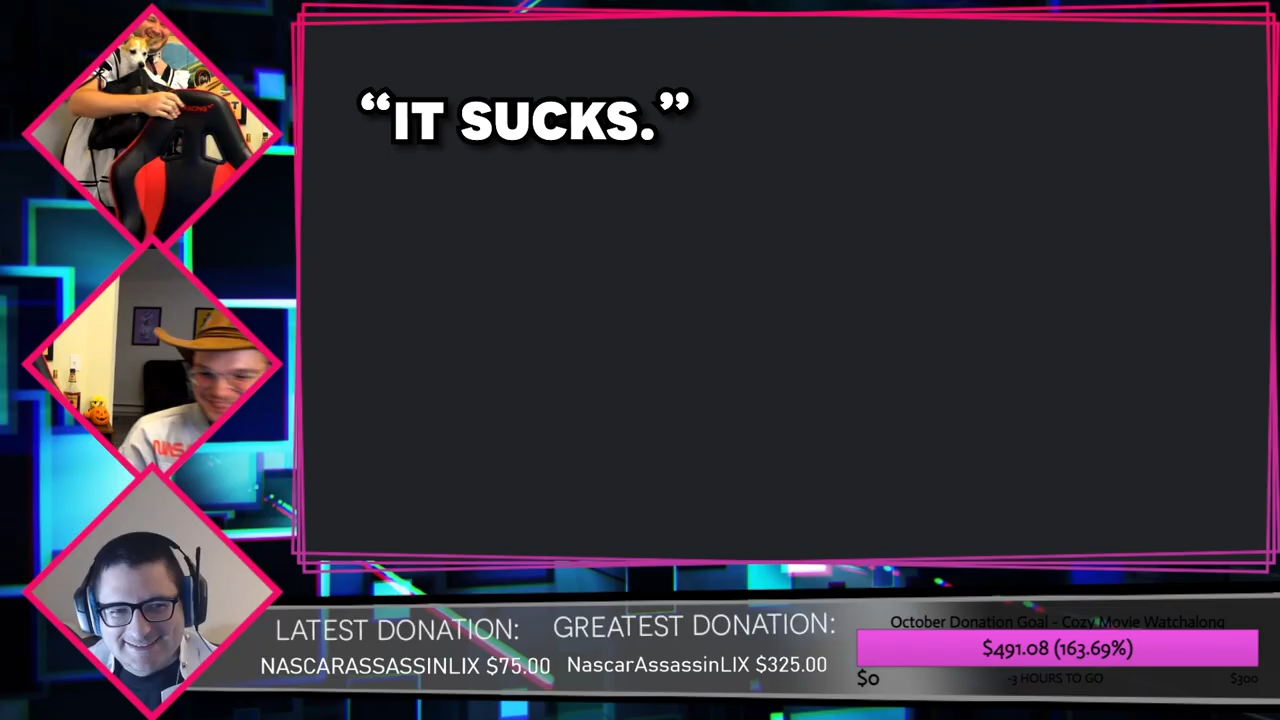 “IT SUCKS.”
LATEST DONATION:
NASCARASSASSINLIX $75.00
GREATEST DONATION:
NascarAssassinLIX $325.00
October Donation Goal - Cozy Movie Watchalong
$491.08 (163.69%)
$0
-3 HOURS TO GO
$300